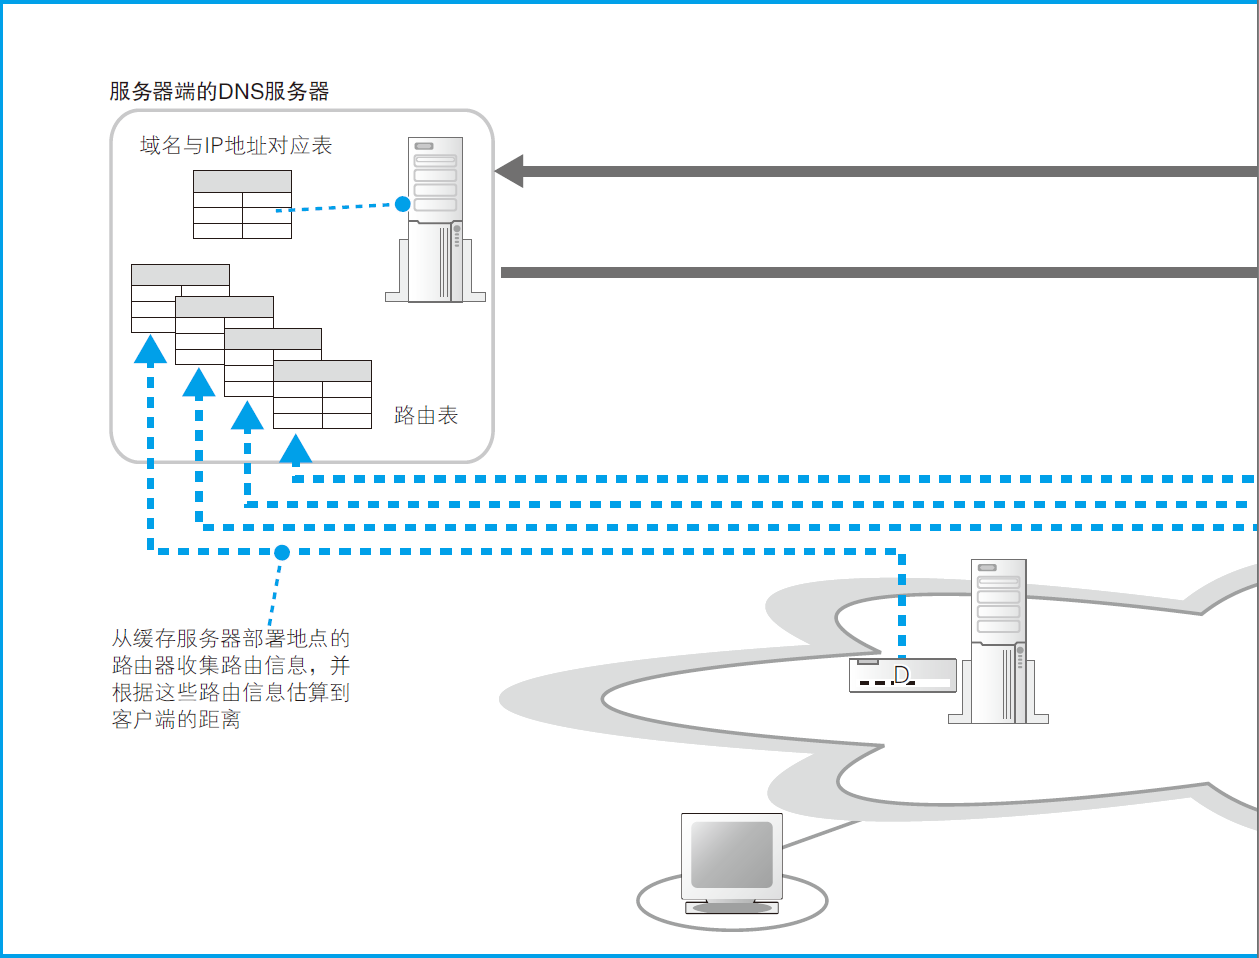 服务器端的DNS服务器
域名与IP地址对应表
路由表
从缓存服务器部署地点的
路由器收集路由信息，并
根据这些路由信息估算到
客户端的距离
D